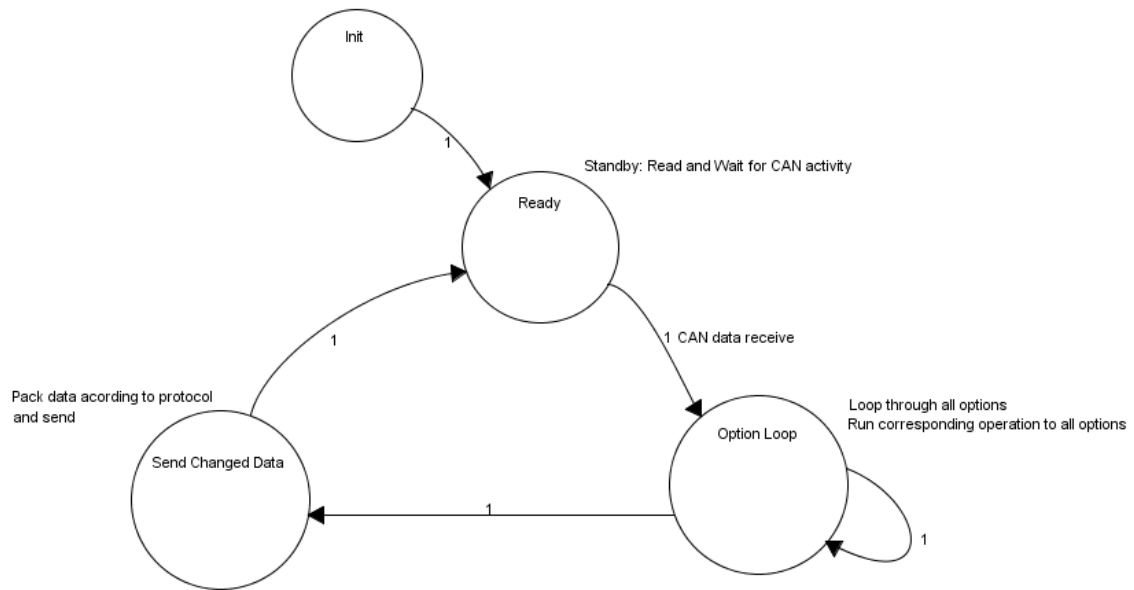 Init
1
Standby: Read and Wait for CAN activity
Ready
1 CAN data receive
1
Pack data acording to protocol
and send
Loop through all options
Run corresponding operation to all options
Option Loop
Send Changed Data
1
1